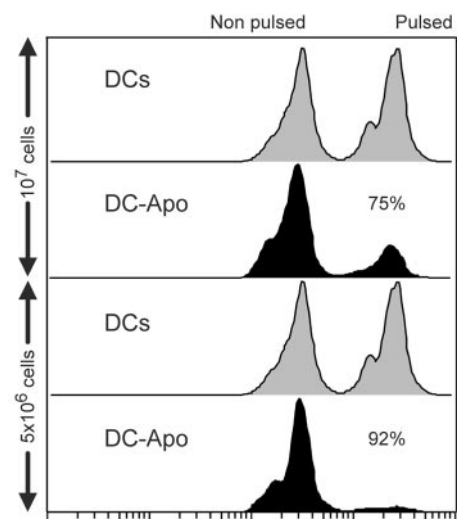 Non pulsed Pulsed
10⁷ cells
DCs
DC-Apo 75%
5x10⁶ cells
DCs
DC-Apo 92%